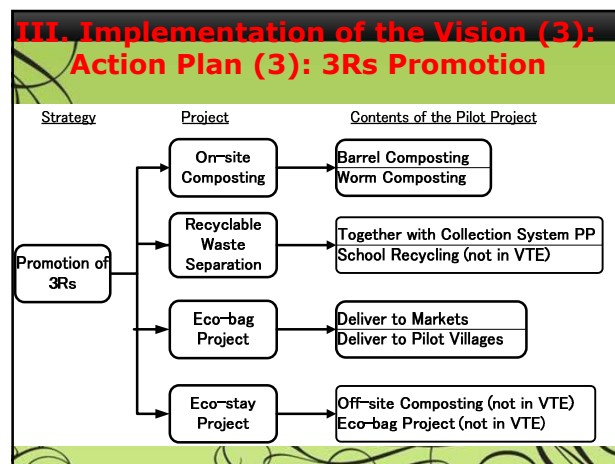 III. Implementation of the Vision (3):
Action Plan (3): 3Rs Promotion
Strategy
Project
Contents of the Pilot Project
Promotion of
3Rs
On-site
Composting
Barrel Composting
Worm Composting
Recyclable
Waste
Separation
Together with Collection System PP
School Recycling (not in VTE)
Eco-bag
Project
Deliver to Markets
Deliver to Pilot Villages
Eco-stay
Project
Off-site Composting (not in VTE)
Eco-bag Project (not in VTE)